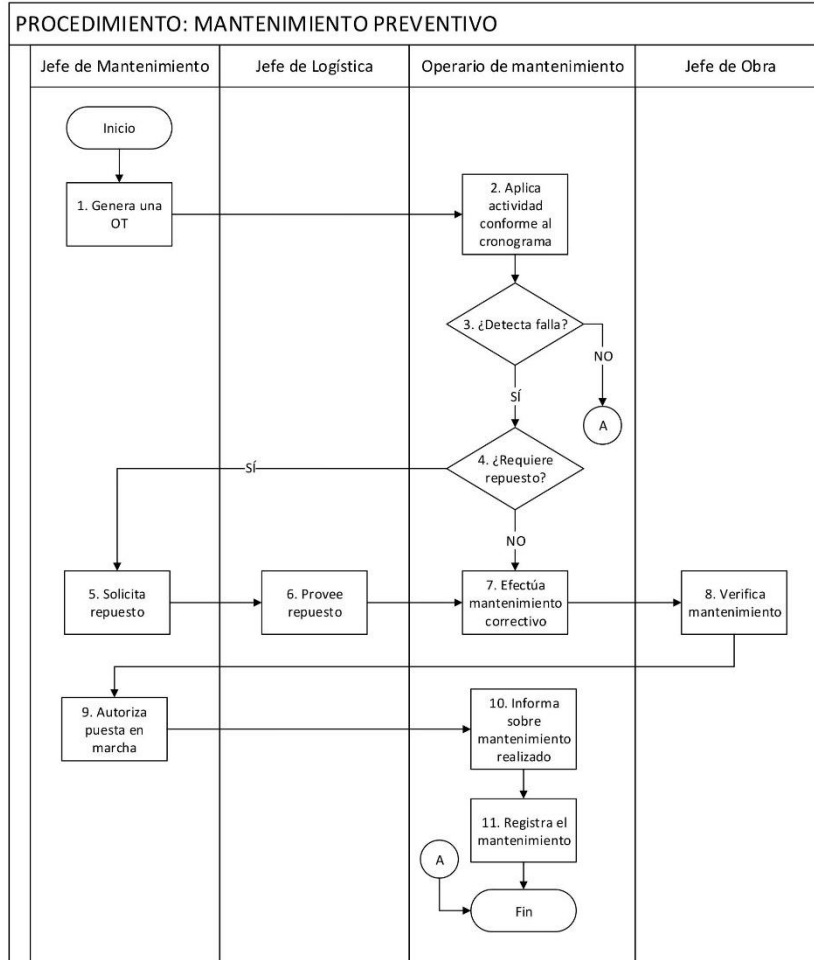 PROCEDIMIENTO: MANTENIMIENTO PREVENTIVO
Jefe de Mantenimiento
Jefe de Logística
Operario de mantenimiento
Jefe de Obra
Inicio
1. Genera una
OT
2. Aplica
actividad
conforme al
cronograma
3. ¿Detecta falla?
NO
A
SÍ
4. ¿Requiere
repuesto?
SÍ
NO
5. Solicita
repuesto
6. Provee
repuesto
7. Efectúa
mantenimiento
correctivo
8. Verifica
mantenimiento
9. Autoriza
puesta en
marcha
10. Informa
sobre
mantenimiento
realizado
11. Registra el
mantenimiento
A
Fin